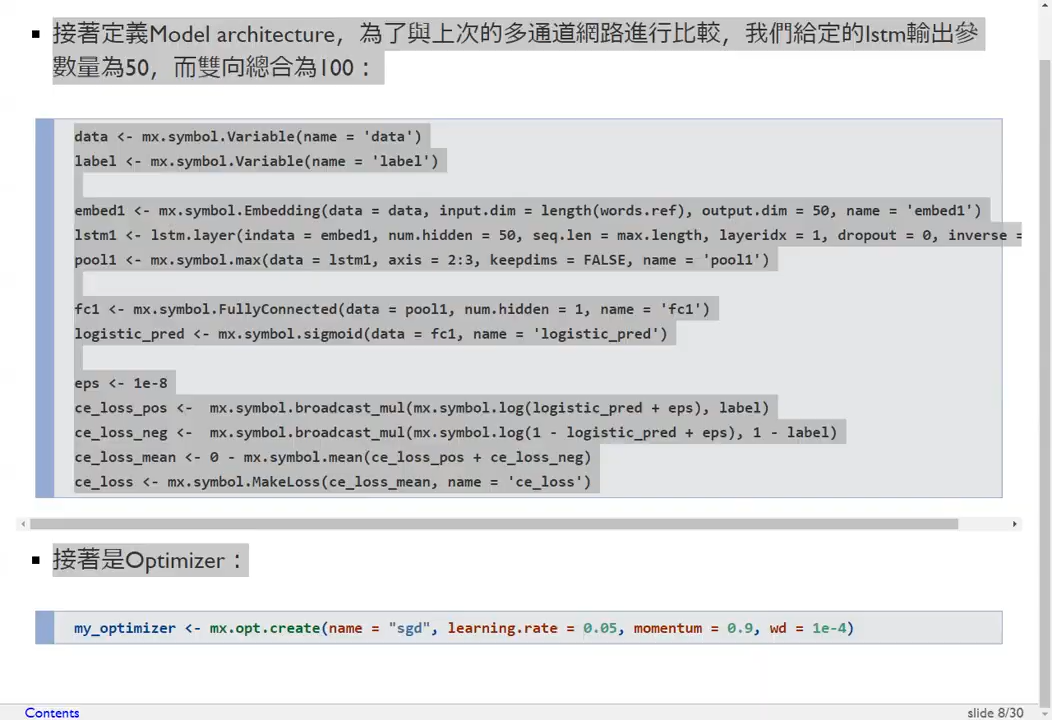 接著定義Model architecture，為了與上次的多通道網路進行比較，我們給定的lstm輸出參
數量為50，而雙向總合為100：
data <- mx.symbol.Variable(name = 'data')
label <- mx.symbol.Variable(name = 'label')
embed1 <- mx.symbol.Embedding(data = data, input.dim = length(words.ref), output.dim = 50, name = 'embed1')
lstm1 <- lstm.layer(indata = embed1, num.hidden = 50, seq.len = max.length, layeridx = 1, dropout = 0, inverse =
pool1 <- mx.symbol.max(data = lstm1, axis = 2:3, keepdims = FALSE, name = 'pool1')
fc1 <- mx.symbol.FullyConnected(data = pool1, num.hidden = 1, name = 'fc1')
logistic_pred <- mx.symbol.sigmoid(data = fc1, name = 'logistic_pred')
eps <- 1e-8
ce_loss_pos <-  mx.symbol.broadcast_mul(mx.symbol.log(logistic_pred + eps), label)
ce_loss_neg <-  mx.symbol.broadcast_mul(mx.symbol.log(1 - logistic_pred + eps), 1 - label)
ce_loss_mean <- 0 - mx.symbol.mean(ce_loss_pos + ce_loss_neg)
ce_loss <- mx.symbol.MakeLoss(ce_loss_mean, name = 'ce_loss')
接著是Optimizer：
my_optimizer <- mx.opt.create(name = "sgd", learning.rate = 0.05, momentum = 0.9, wd = 1e-4)
Contents
slide 8/30